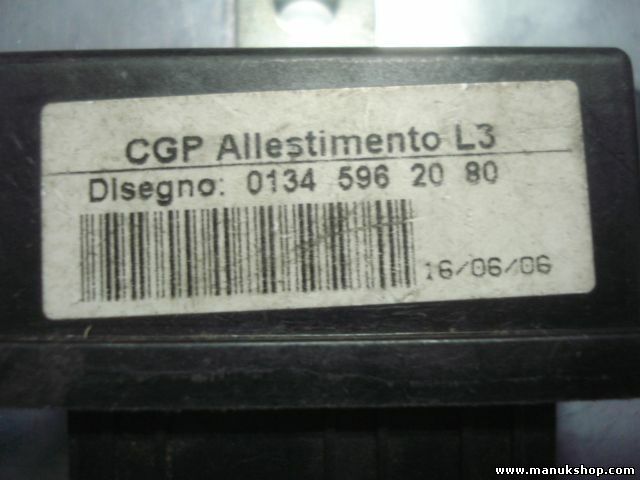 CGP Allestimento L3
Disegno: 0134 596 20 80
16/06/06
www.manukshop.com